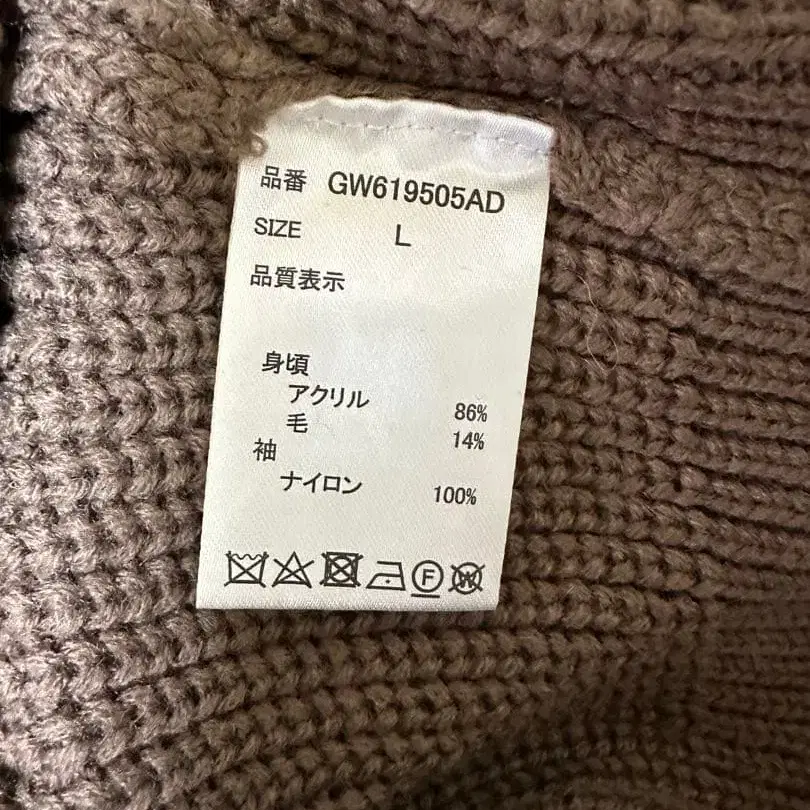 品番 GW619505AD
SIZE L
品質表示
身頃
アクリル 86%
毛 14%
袖
ナイロン 100%
F
W